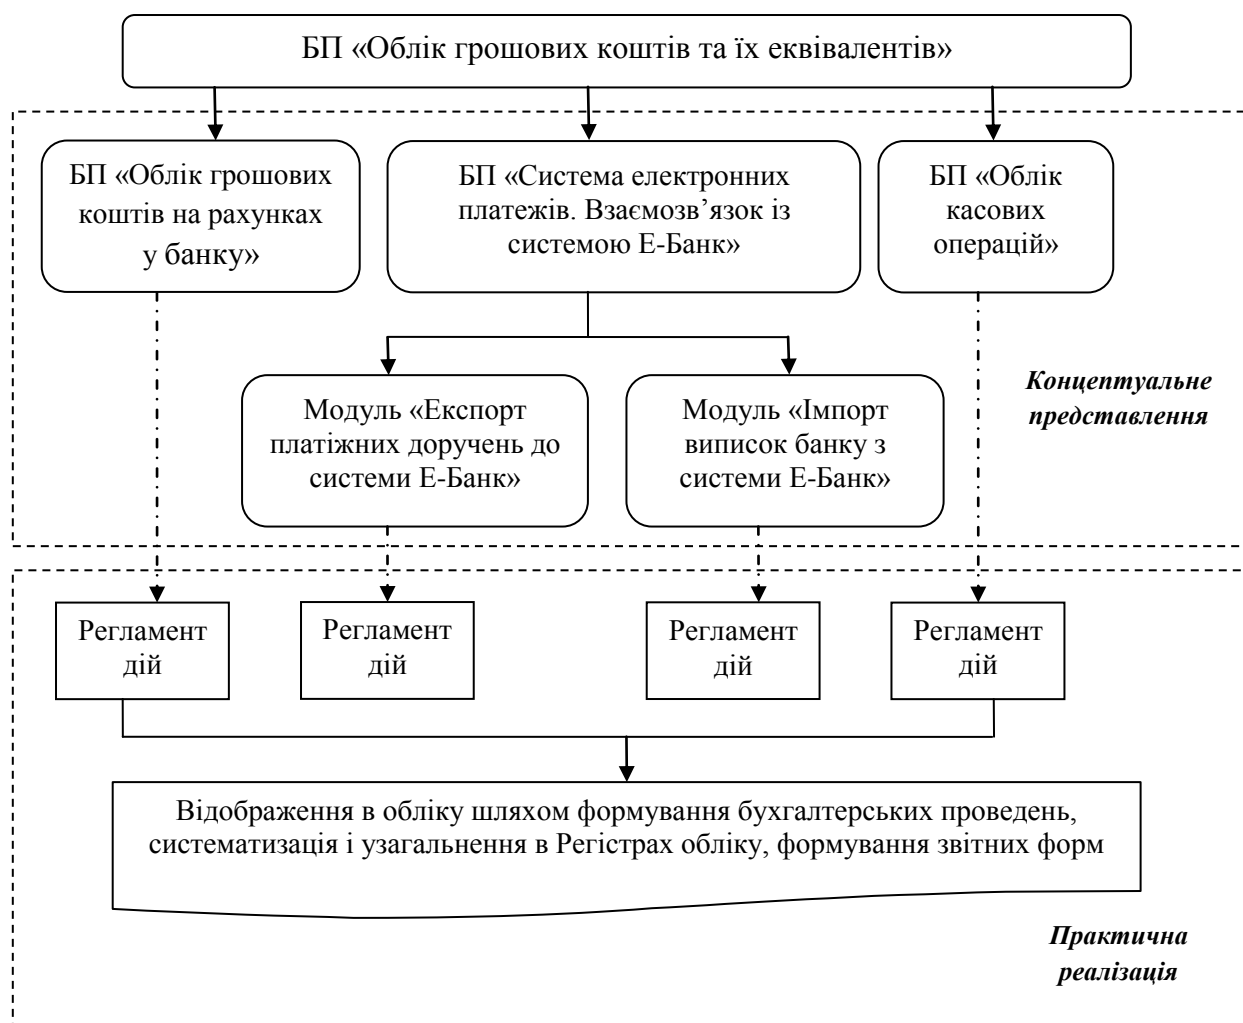 БП «Облік грошових коштів та їх еквівалентів»
БП «Облік грошових
коштів на рахунках
у банку»
БП «Система електронних
платежів. Взаємозв’язок із
системою Е-Банк»
БП «Облік
касових
операцій»
Модуль «Експорт
платіжних доручень до
системи Е-Банк»
Модуль «Імпорт
виписок банку з
системи Е-Банк»
Концептуальне
представлення
Регламент
дій
Регламент
дій
Регламент
дій
Регламент
дій
Відображення в обліку шляхом формування бухгалтерських проведень,
систематизація і узагальнення в Регістрах обліку, формування звітних форм
Практична
реалізація